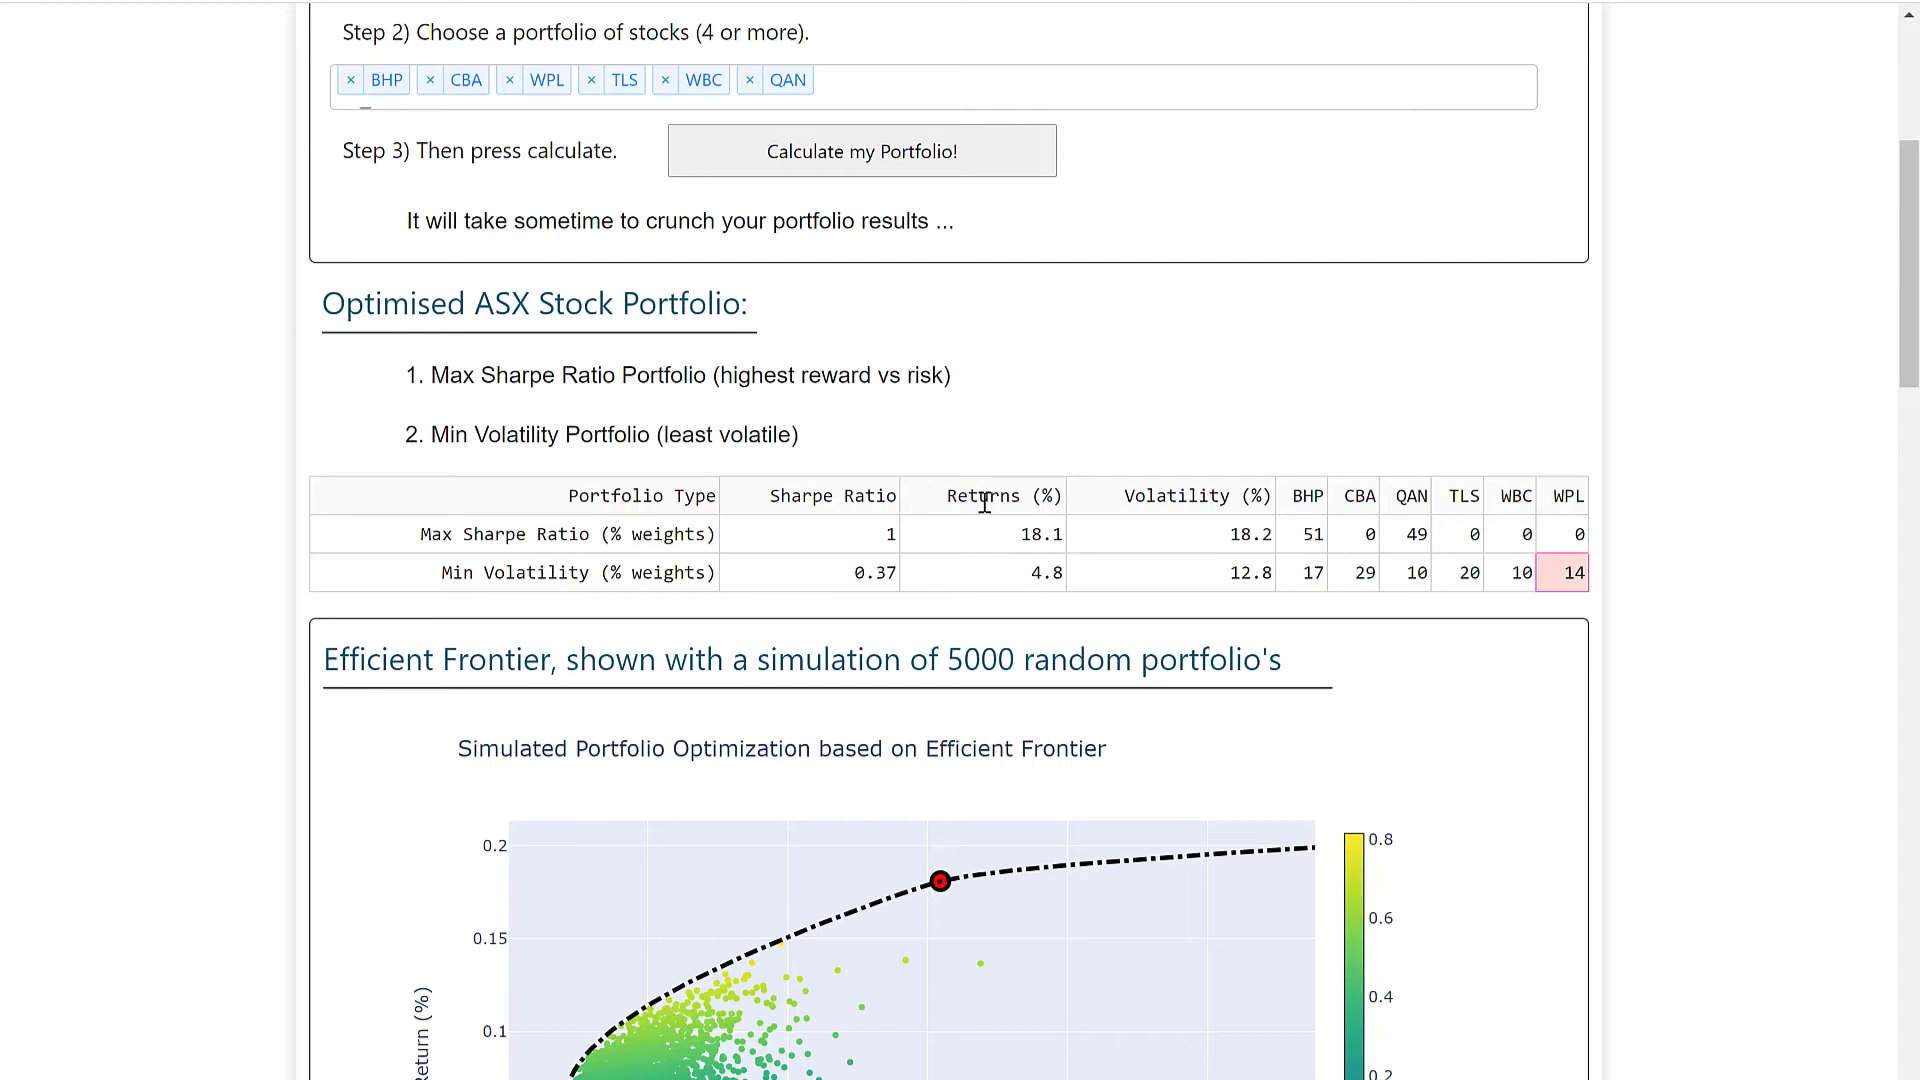 Step 2) Choose a portfolio of stocks (4 or more).
× BHP × CBA × WPL × TLS × WBC × QAN
Step 3) Then press calculate. Calculate my Portfolio!
It will take sometime to crunch your portfolio results ...
Optimised ASX Stock Portfolio:
1. Max Sharpe Ratio Portfolio (highest reward vs risk)
2. Min Volatility Portfolio (least volatile)
Portfolio Type Sharpe Ratio Returns (%) Volatility (%) BHP CBA QAN TLS WBC WPL
Max Sharpe Ratio (% weights) 1 18.1 18.2 51 0 49 0 0 0
Min Volatility (% weights) 0.37 4.8 12.8 17 29 10 20 10 14
Efficient Frontier, shown with a simulation of 5000 random portfolio's
Simulated Portfolio Optimization based on Efficient Frontier
0.2
0.15
0.1
Return (%)
0.8
0.6
0.4
0.2